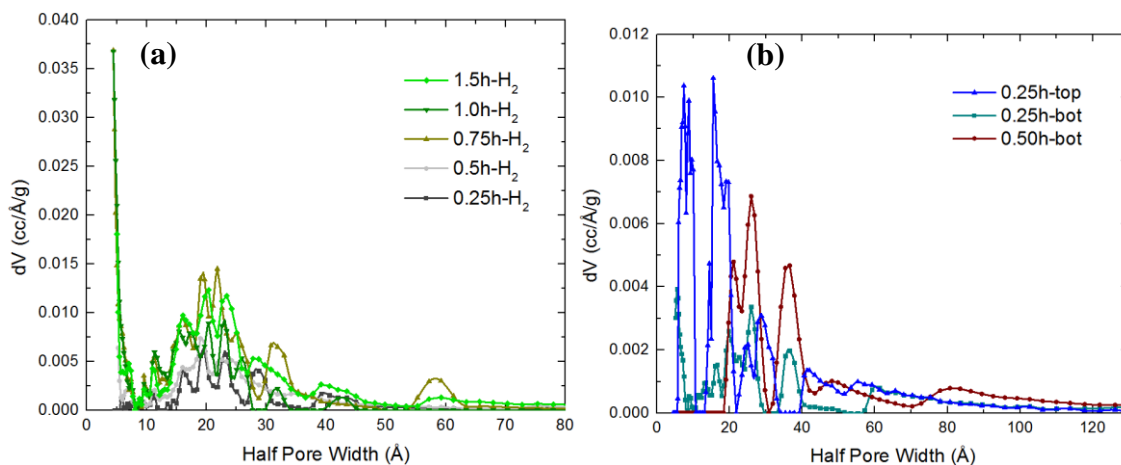 (a)
1.5h-H₂
1.0h-H₂
0.75h-H₂
0.5h-H₂
0.25h-H₂
dV (cc/Å/g)
0.040
0.035
0.030
0.025
0.020
0.015
0.010
0.005
0.000
0 10 20 30 40 50 60 70 80
Half Pore Width (Å)
(b)
0.25h-top
0.25h-bot
0.50h-bot
dV (cc/Å/g)
0.012
0.010
0.008
0.006
0.004
0.002
0.000
0 20 40 60 80 100 120
Half Pore Width (Å)